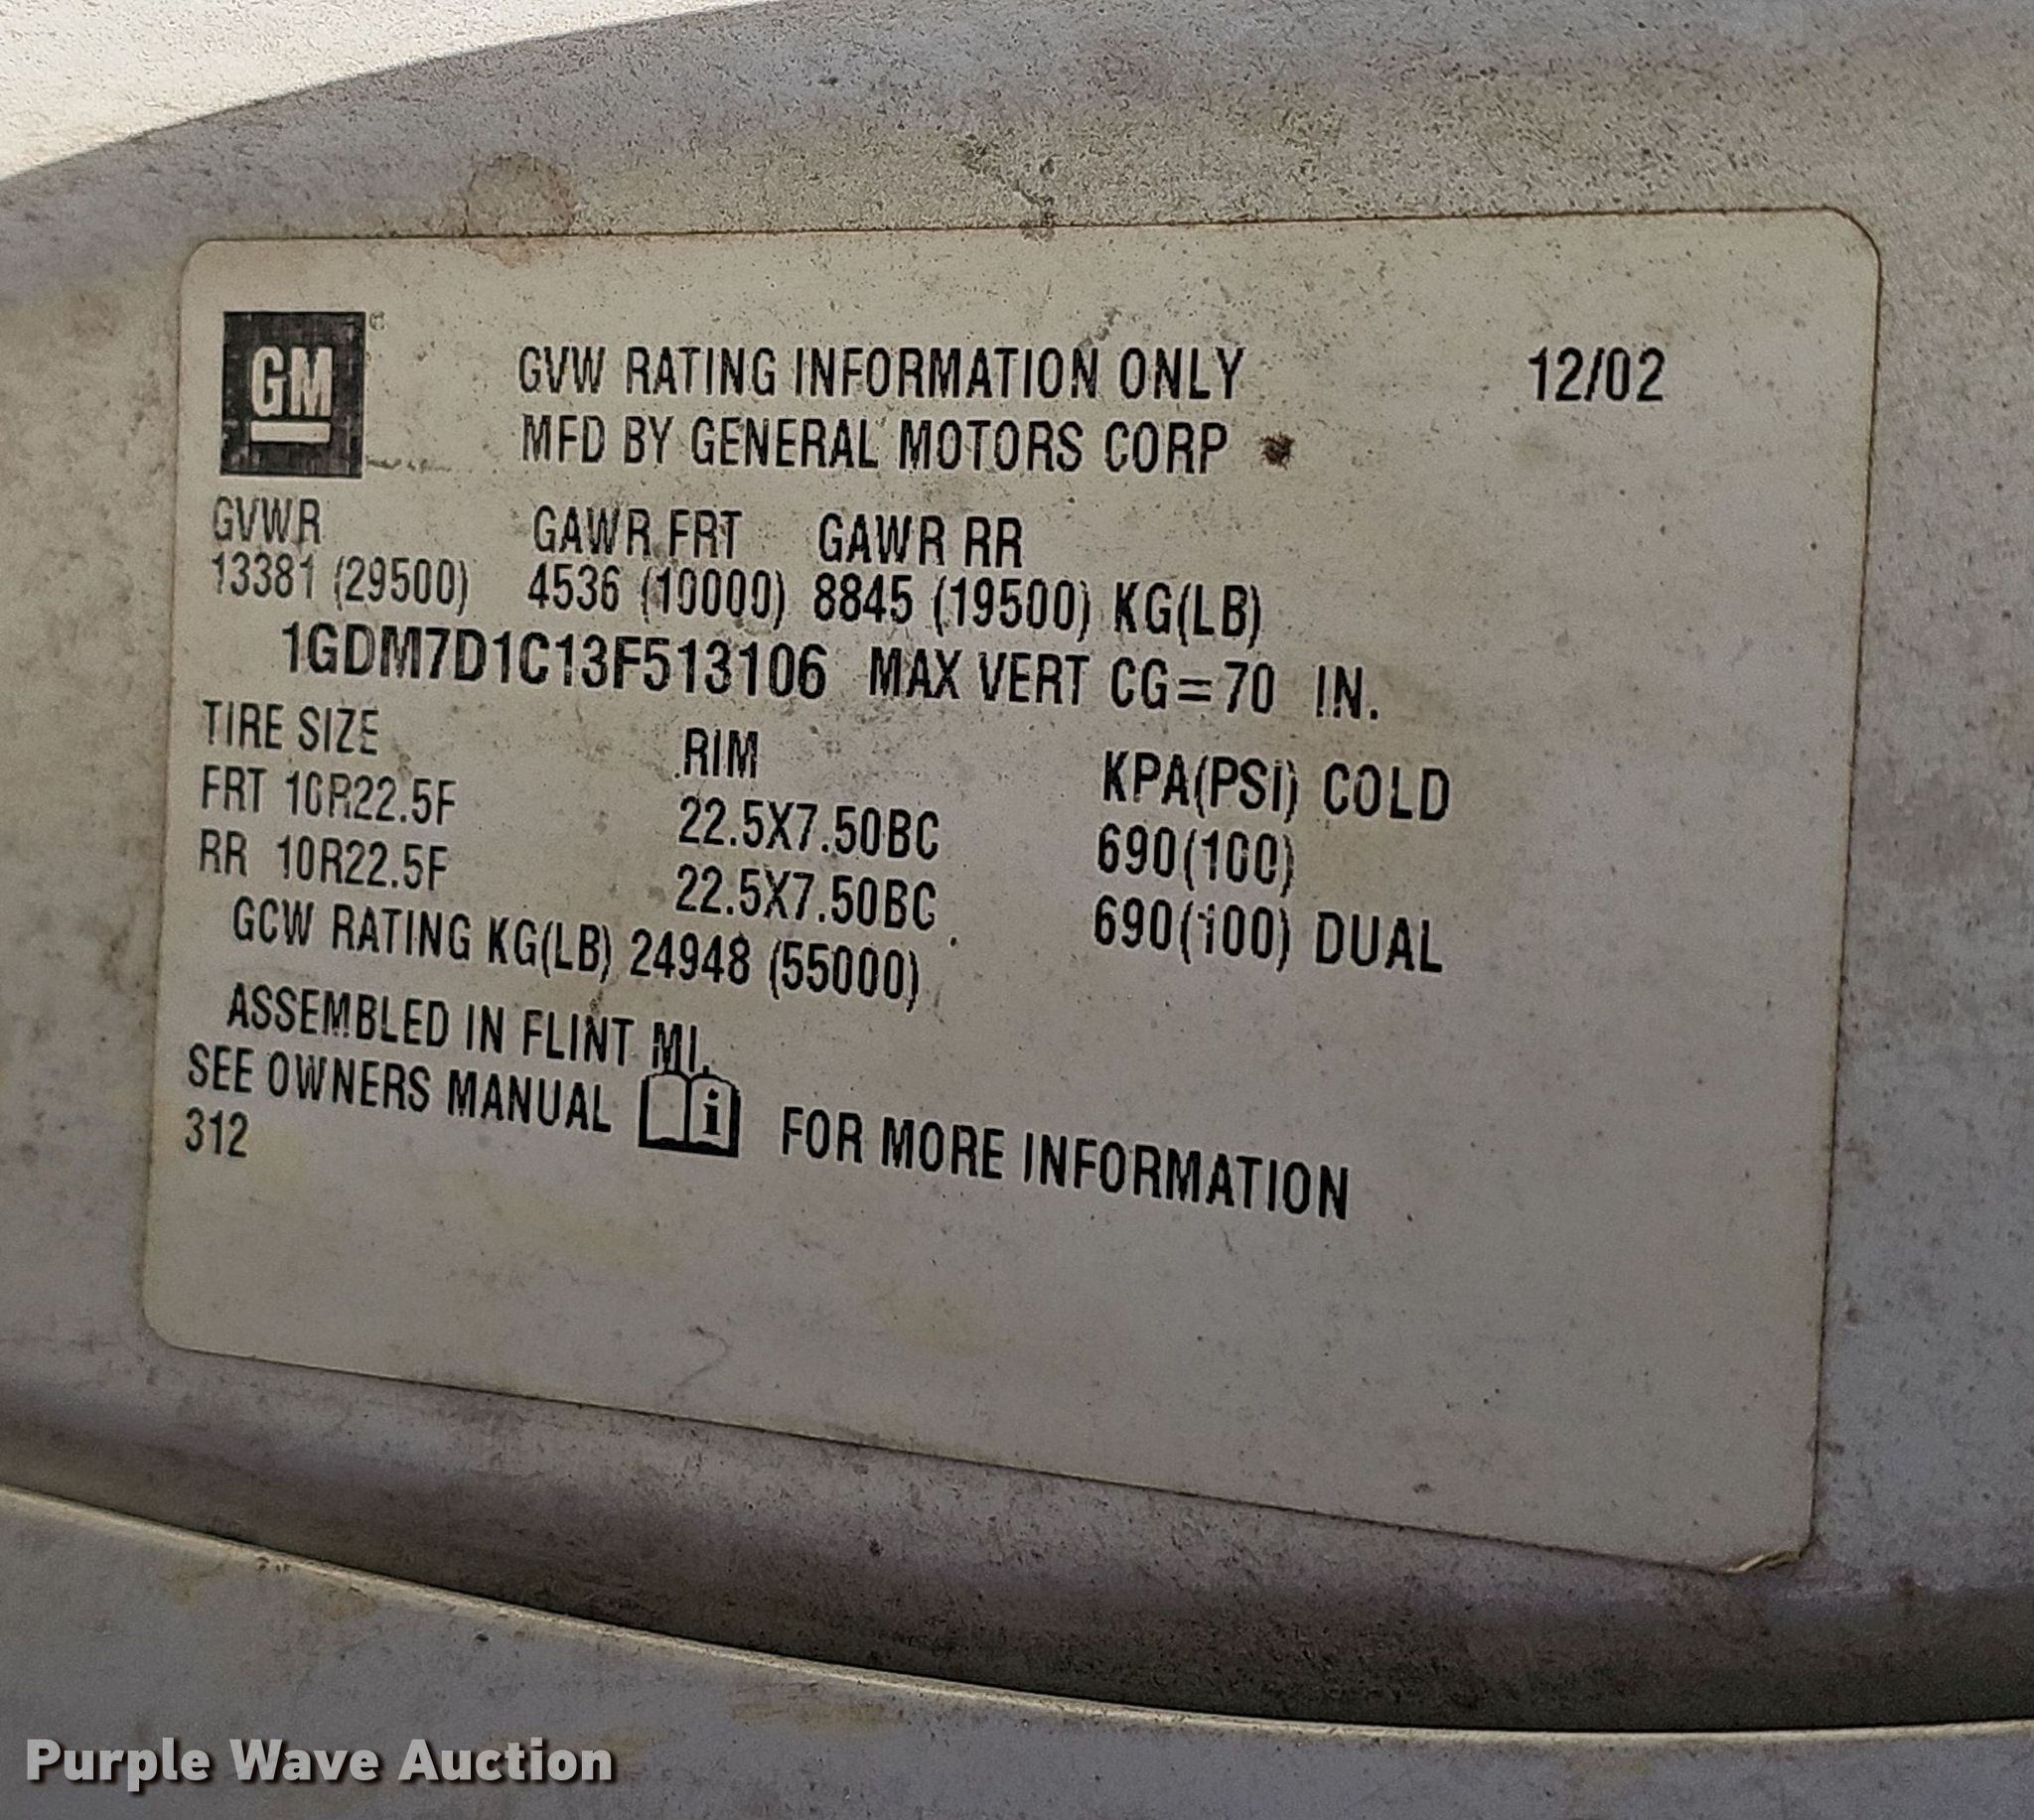 GM
GVW RATING INFORMATION ONLY 12/02
MFD BY GENERAL MOTORS CORP
GVWR GAWR FRT GAWR RR
13381 (29500) 4536 (10000) 8845 (19500) KG(LB)
1GDM7D1C13F513106 MAX VERT CG=70 IN.
TIRE SIZE RIM KPA(PSI) COLD
FRT 10R22.5F 22.5X7.50BC 690(100)
RR 10R22.5F 22.5X7.50BC 690(100) DUAL
GCW RATING KG(LB) 24948 (55000)
ASSEMBLED IN FLINT MI.
SEE OWNERS MANUAL i FOR MORE INFORMATION
312
Purple Wave Auction